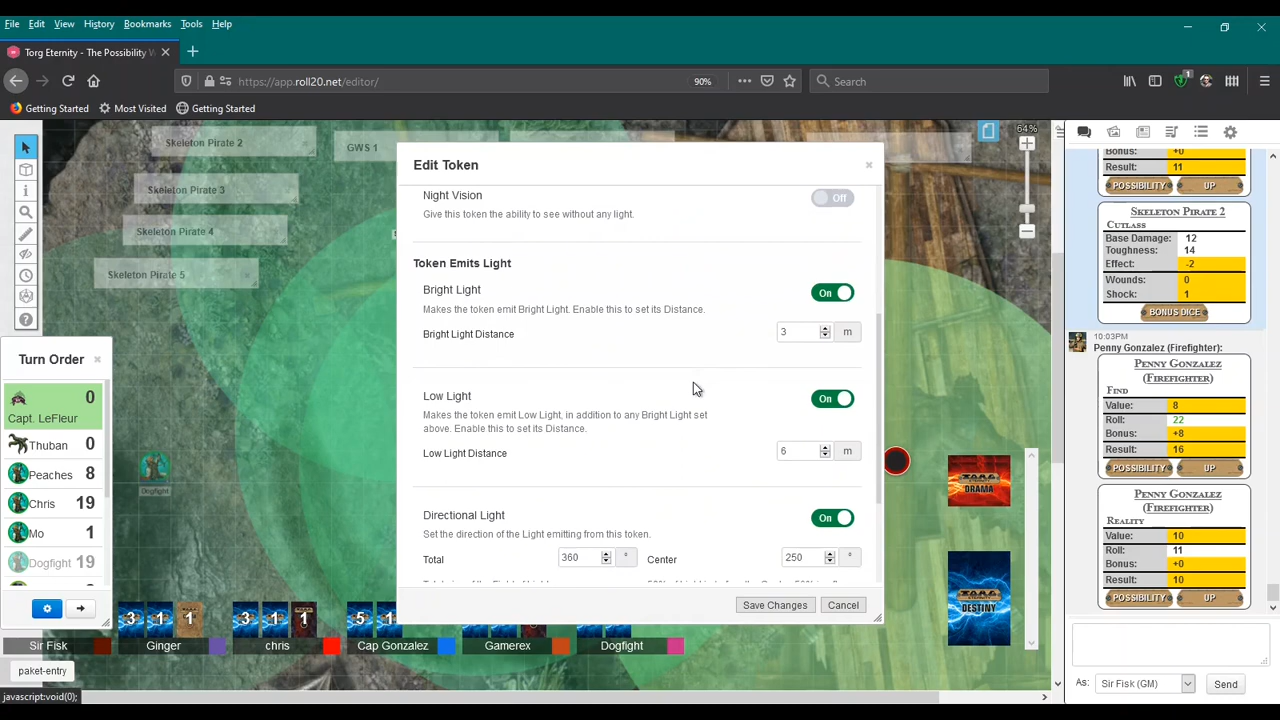 File Edit View History Bookmarks Tools Help
Torg Eternity - The Possibility W
https://app.roll20.net/editor/
90%
Search
Getting Started
Most Visited
Getting Started
Skeleton Pirate 2
GWS 1
Skeleton Pirate 3
Skeleton Pirate 4
Skeleton Pirate 5
64%
Edit Token
Night Vision
Off
Give this token the ability to see without any light.
Token Emits Light
Bright Light
On
Makes the token emit Bright Light. Enable this to set its Distance.
Bright Light Distance
3 m
Low Light
On
Makes the token emit Low Light, in addition to any Bright Light set
above. Enable this to set its Distance.
Low Light Distance
6 m
Directional Light
On
Set the direction of the Light emitting from this token.
Total 360 °
Center 250 °
Save Changes
Cancel
Turn Order
Capt. LeFleur 0
Thuban 0
Peaches 8
Chris 19
Mo 1
Dogfight 19
Dogfight
3 1 1
3 1 1
5
Sir Fisk
Ginger
chris
Cap Gonzalez
Gamerex
Dogfight
paket-entry
javascript:void(0);
TORG
ETERNITY
DRAMA
TORG
ETERNITY
DESTINY
Bonus: +0
Result: 11
POSSIBILITY UP
Skeleton Pirate 2
Cutlass
Base Damage: 12
Toughness: 14
Effect: -2
Wounds: 0
Shock: 1
BONUS DICE
10:03PM
Penny Gonzalez (Firefighter):
Penny Gonzalez
(Firefighter)
Find
Value: 8
Roll: 22
Bonus: +8
Result: 16
POSSIBILITY UP
Penny Gonzalez
(Firefighter)
Reality
Value: 10
Roll: 11
Bonus: +0
Result: 10
POSSIBILITY UP
As: Sir Fisk (GM)
Send